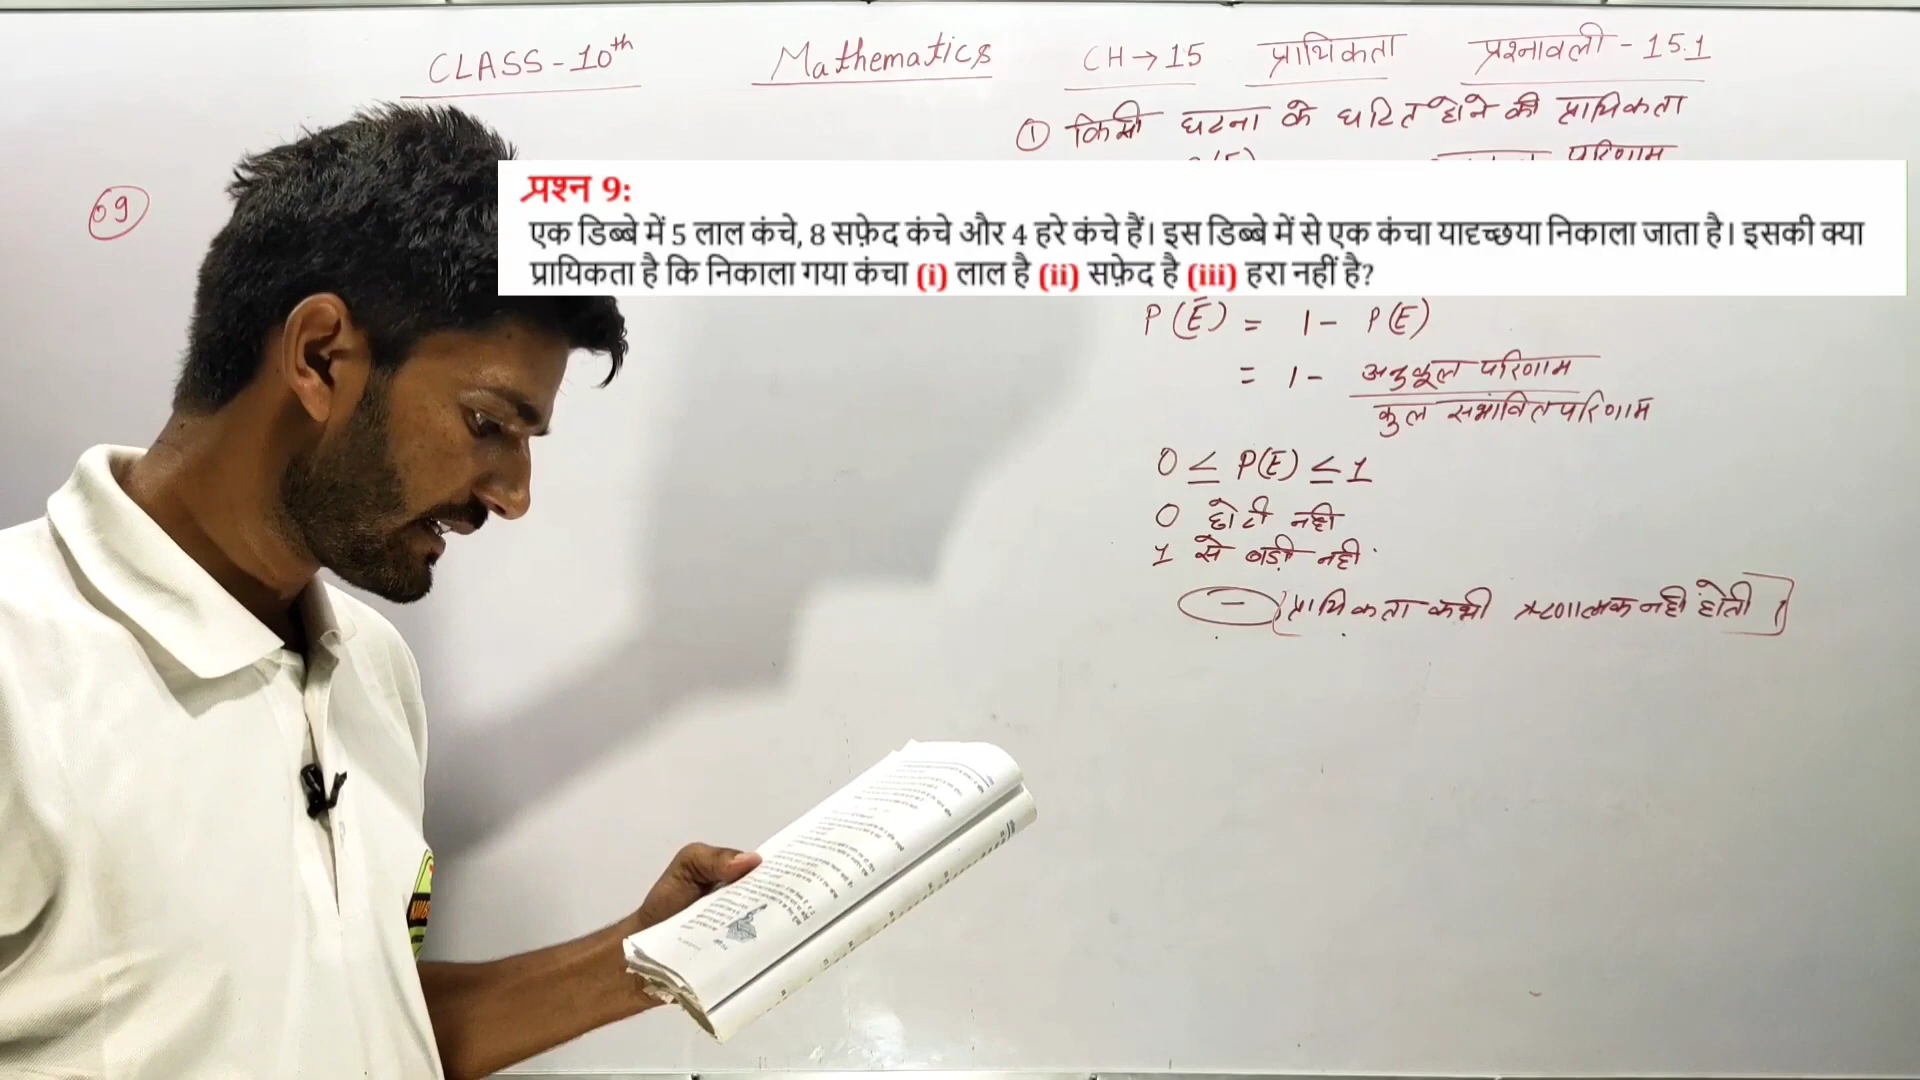 CLASS - 10th Mathematics CH → 15 प्रायिकता प्रश्नावली - 15.1
① किसी घटना के घटित होने की प्रायिकता
परिणाम
09
प्रश्न 9:
एक डिब्बे में 5 लाल कंचे, 8 सफ़ेद कंचे और 4 हरे कंचे हैं। इस डिब्बे में से एक कंचा यादृच्छया निकाला जाता है। इसकी क्या
प्रायिकता है कि निकाला गया कंचा (i) लाल है (ii) सफ़ेद है (iii) हरा नहीं है?
P(Ē) = 1 - P(E)
= 1 - अनुकूल परिणाम
कुल सम्भावित परिणाम
0 ≤ P(E) ≤ 1
0 छोटी नही
1 से बड़ी नही
- [प्रायिकता कभी ऋणात्मक नही होती]